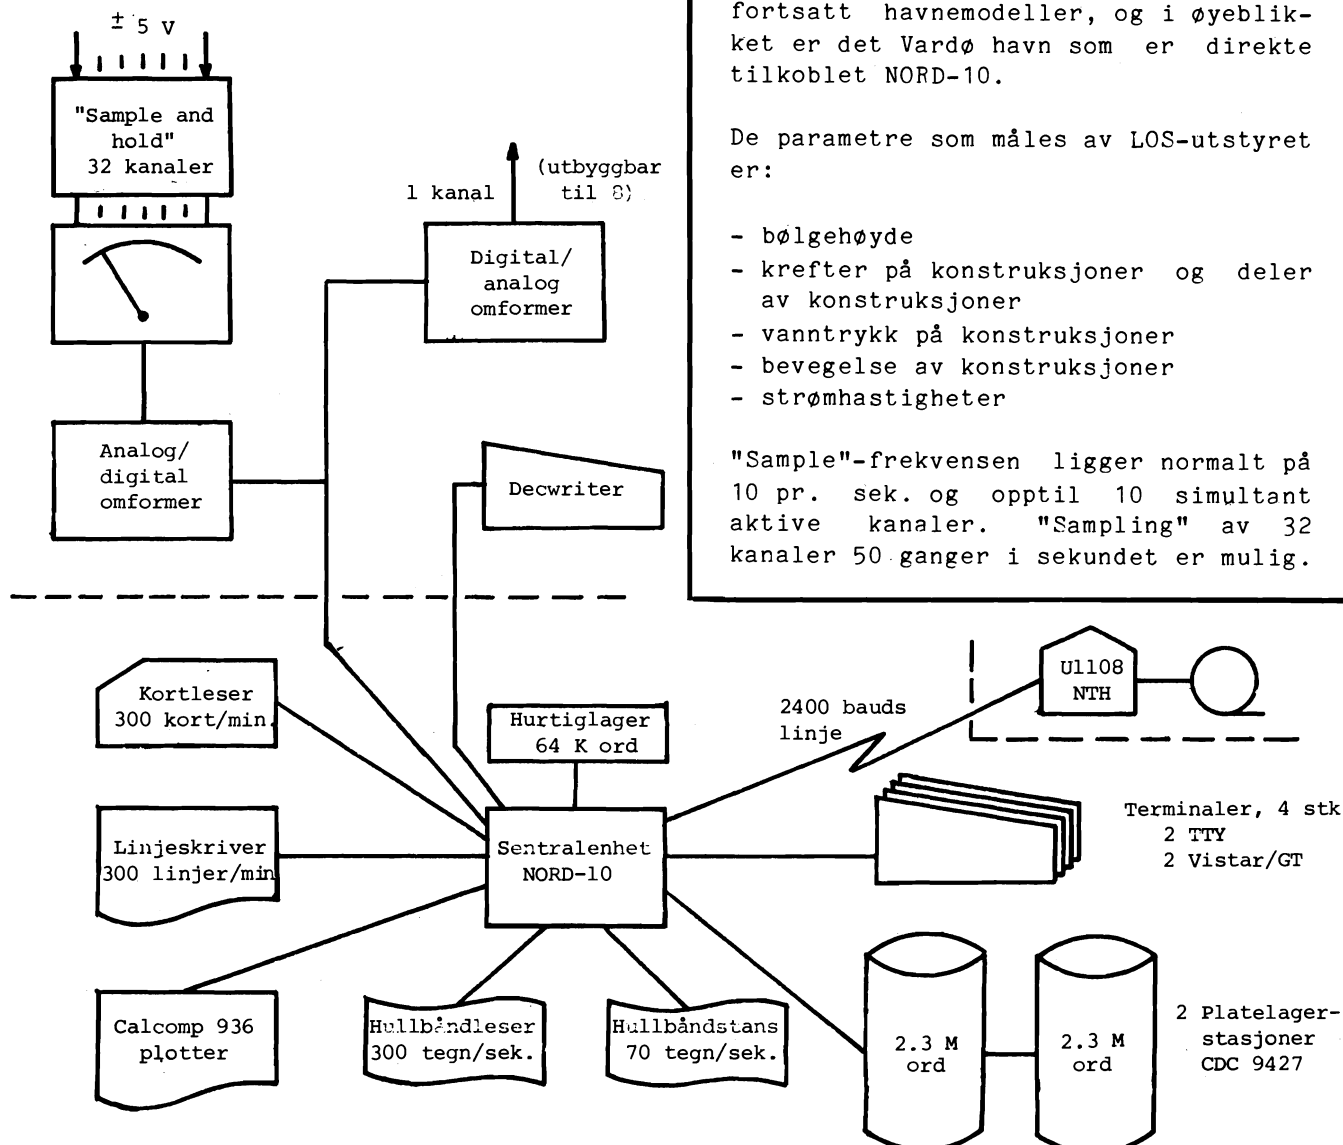 ± 5 V
"Sample and
hold"
32 kanaler
1 kanal
(utbyggbar
til 8)
Digital/
analog
omformer
Analog/
digital
omformer
Decwriter
fortsatt havnemodeller, og i øyeblik-
ket er det Vardø havn som er direkte
tilkoblet NORD-10.
De parametre som måles av LOS-utstyret
er:
- bølgehøyde
- krefter på konstruksjoner og deler
av konstruksjoner
- vanntrykk på konstruksjoner
- bevegelse av konstruksjoner
- strømhastigheter
"Sample"-frekvensen ligger normalt på
10 pr. sek. og opptil 10 simultant
aktive kanaler. "Sampling" av 32
kanaler 50 ganger i sekundet er mulig.
Kortleser
300 kort/min.
Hurtiglager
64 K ord
2400 bauds
linje
U1108
NTH
Linjeskriver
300 linjer/min
Sentralenhet
NORD-10
Terminaler, 4 stk
2 TTY
2 Vistar/GT
Calcomp 936
plotter
Hullbåndleser
300 tegn/sek.
Hullbåndstans
70 tegn/sek.
2.3 M
ord
2.3 M
ord
2 Platelager-
stasjoner
CDC 9427